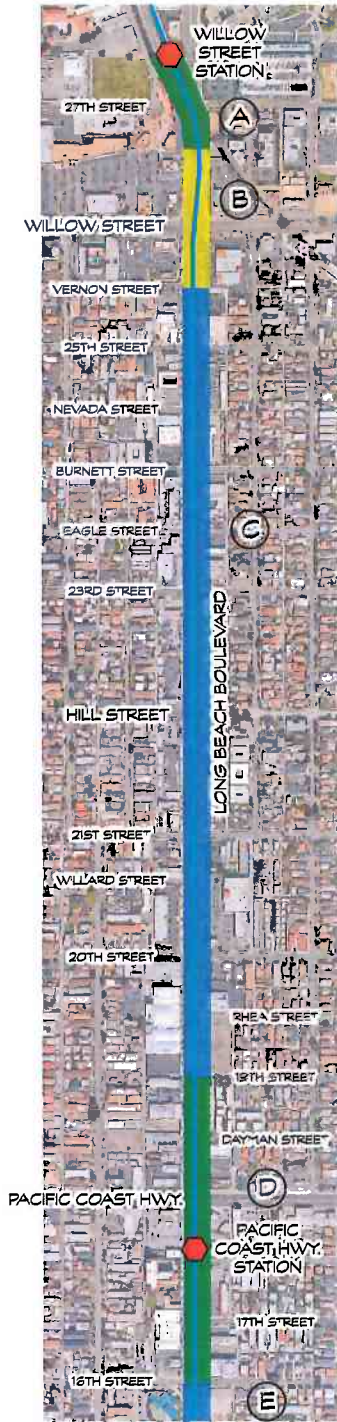 WILLOW
STREET
STATION
27TH STREET
A
B
WILLOW STREET
VERNON STREET
25TH STREET
NEVADA STREET
BURNETT STREET
EAGLE STREET
C
23RD STREET
LONG BEACH BOULEVARD
HILL STREET
21ST STREET
WILLARD STREET
20TH STREET
RHEA STREET
19TH STREET
DAYMAN STREET
D
PACIFIC COAST HWY.
PACIFIC
COAST HWY.
STATION
17TH STREET
16TH STREET
E